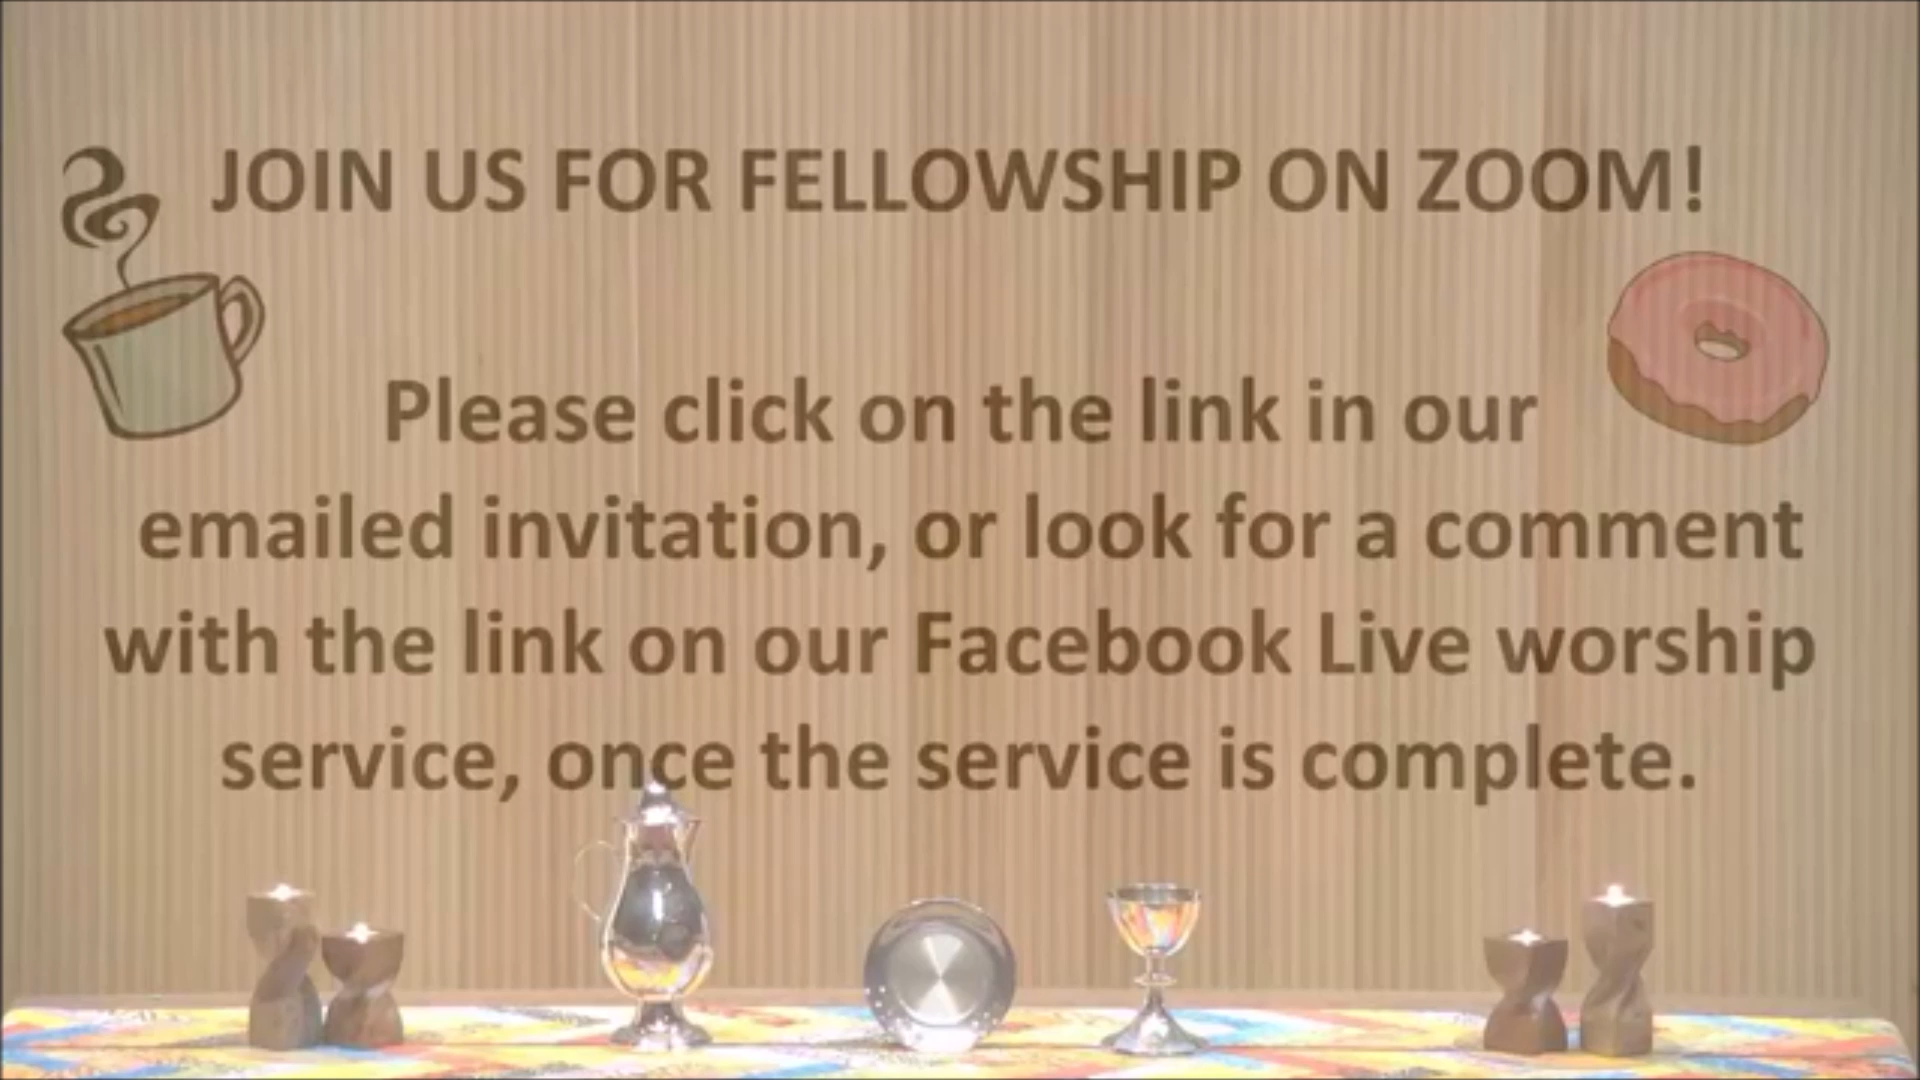 JOIN US FOR FELLOWSHIP ON ZOOM!
Please click on the link in our
emailed invitation, or look for a comment
with the link on our Facebook Live worship
service, once the service is complete.